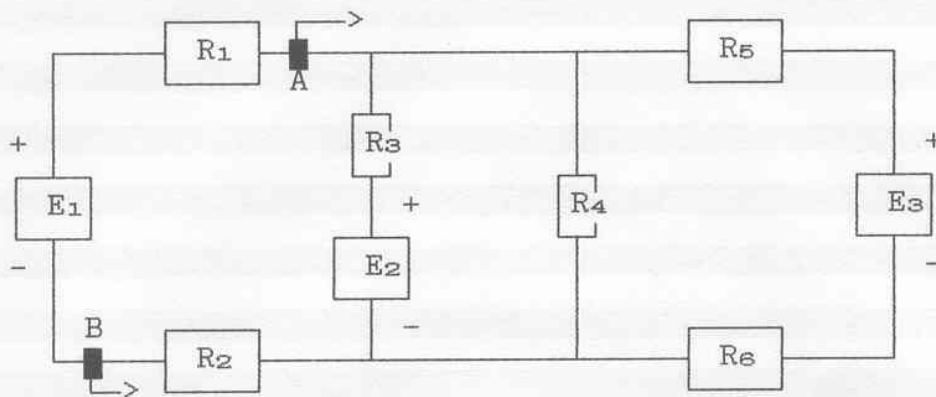 R1 R5
A
R3
+ +
E1 + R4 E3
- E2 -
B -
R2 R6